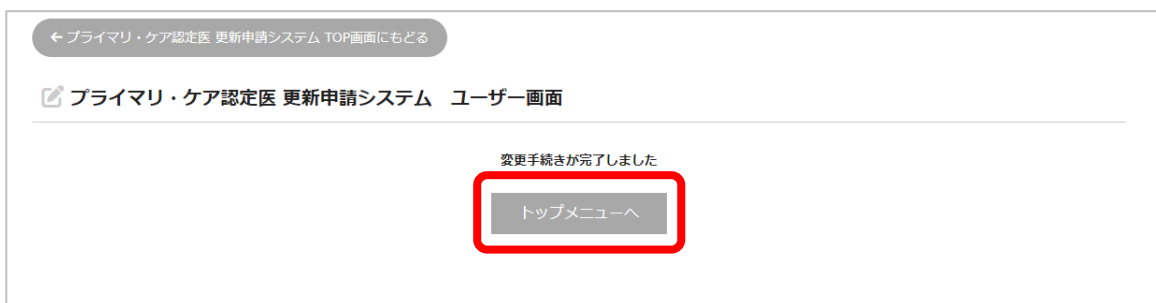 ←プライマリ・ケア認定医 更新申請システム TOP画面にもどる
プライマリ・ケア認定医 更新申請システム　ユーザー画面
変更手続きが完了しました
トップメニューへ